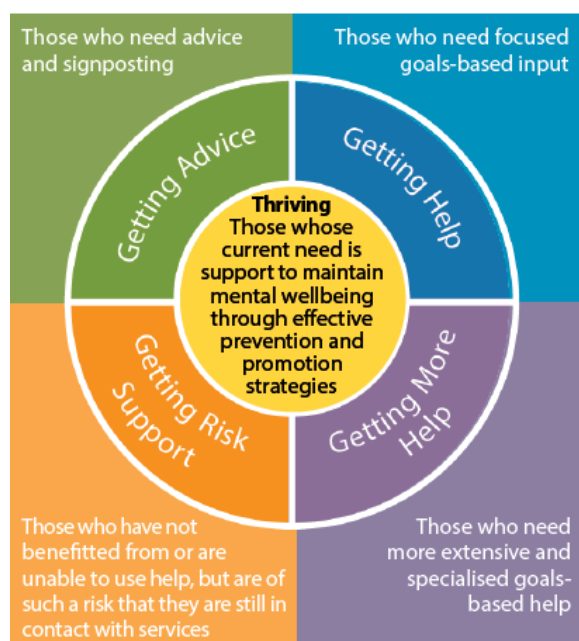 Those who need advice
and signposting
Those who need focused
goals-based input
Getting Advice
Getting Help
Thriving
Those whose
current need is
support to maintain
mental wellbeing
through effective
prevention and
promotion
strategies
Getting Risk
Support
Getting More
Help
Those who have not
benefitted from or are
unable to use help, but are of
such a risk that they are still in
contact with services
Those who need
more extensive and
specialised goals-
based help